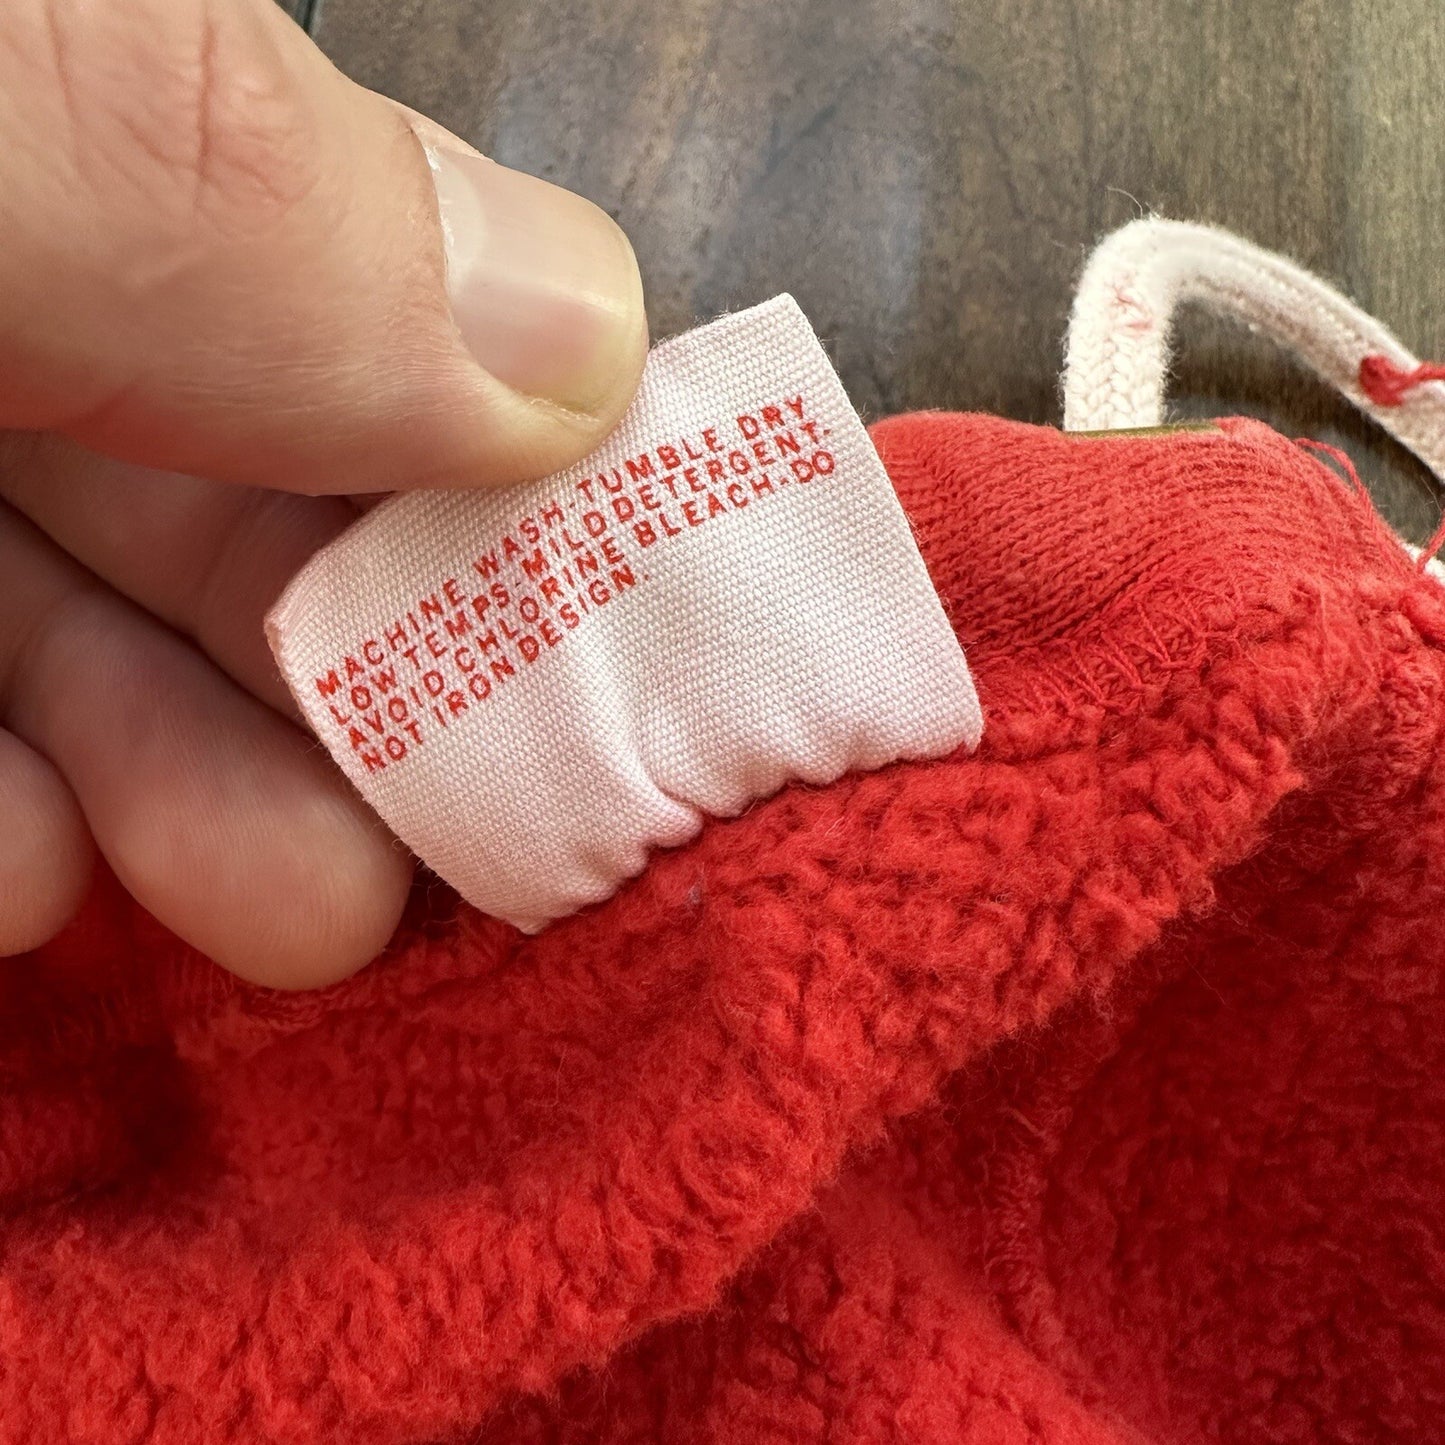 MACHINE WASH-TUMBLE DRY
LOW TEMPS-MILD DETERGENT.
AVOID CHLORINE BLEACH-DO
NOT IRON DESIGN.